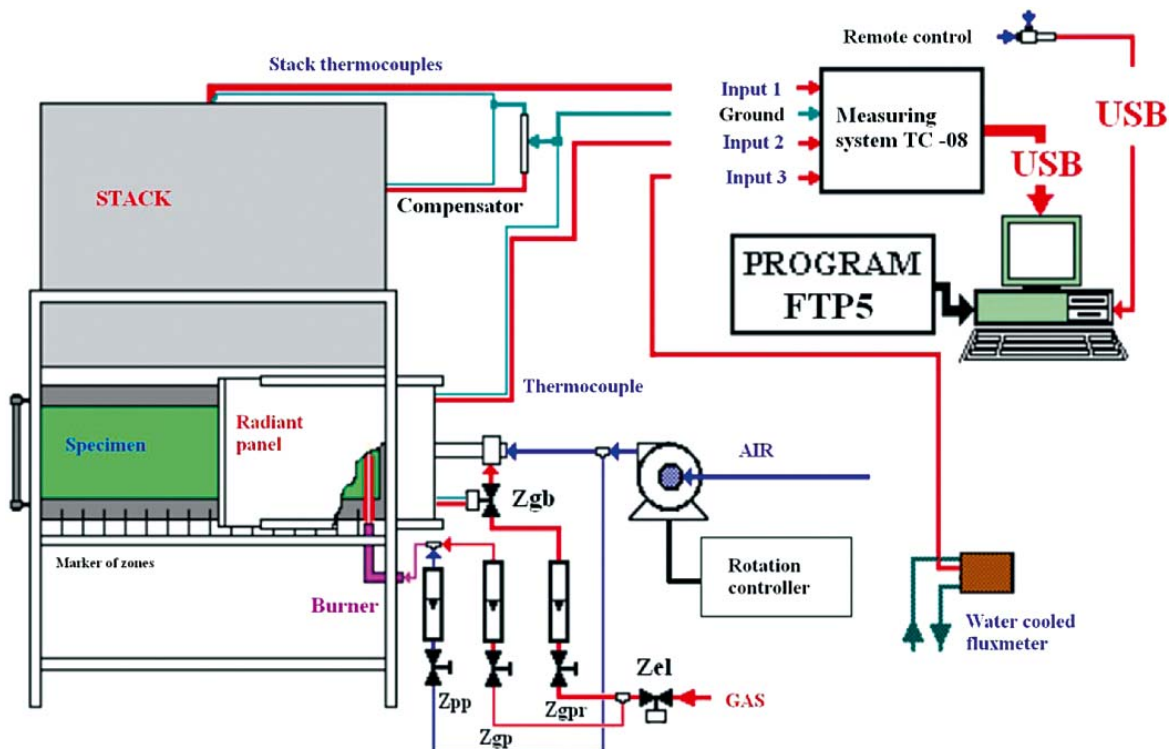 Remote control
Stack thermocouples
Input 1
Ground
Input 2
Input 3
Measuring
system TC -08
USB
USB
STACK
Compensator
PROGRAM
FTP5
Thermocouple
Specimen
Radiant
panel
AIR
Zgb
Marker of zones
Burner
Rotation
controller
Water cooled
fluxmeter
Zel
Zpp
Zgpr
GAS
Zgp